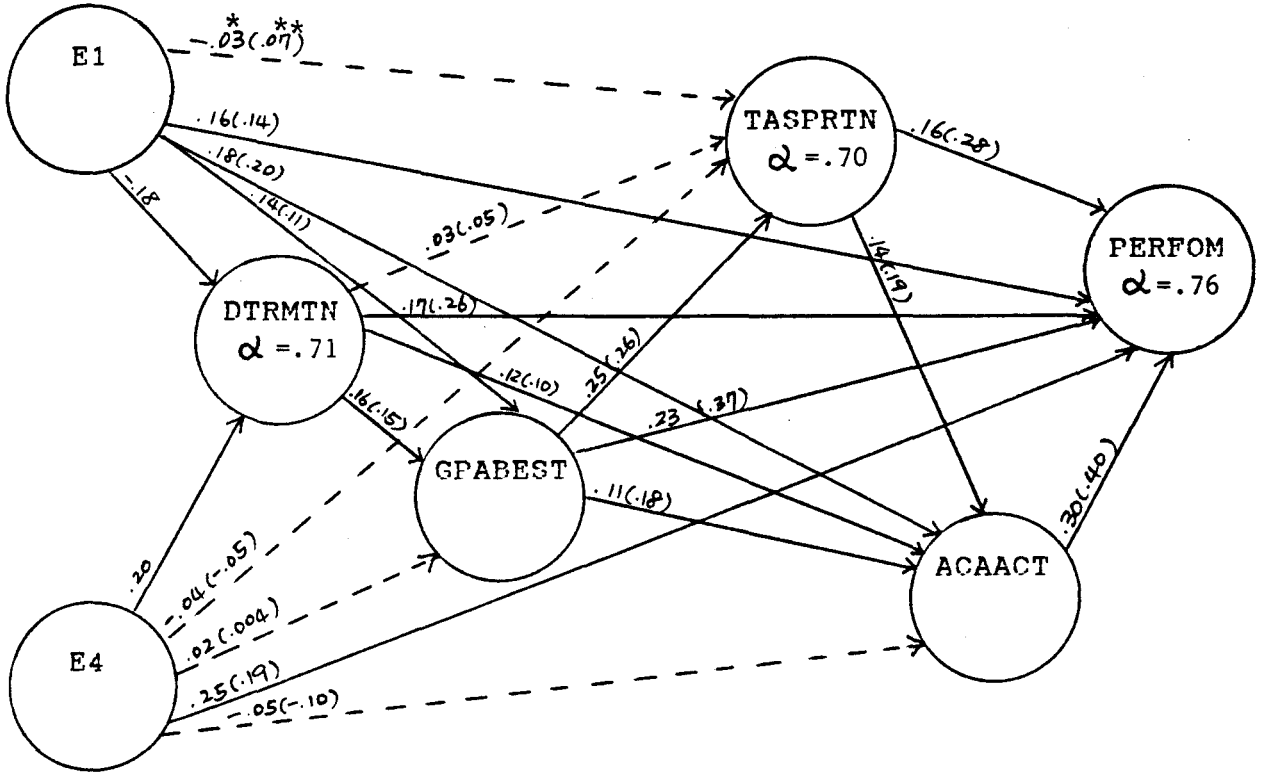 * **
-.03(.07)
E1
.16(.14)
TASPRTN
α =.70
.16(.28)
.18(.20)
-.18
.14(.11)
.03(.05)
.14(.19)
PERFOM
α =.76
DTRMTN
α =.71
.17(.26)
.25(.26)
.12(.10)
.16(.15)
.23 (.37)
GPABEST
.11(.18)
.30(.40)
ACAACT
.20
-.04(-.05)
.02(.004)
E4
.25(.19)
-.05(-.10)